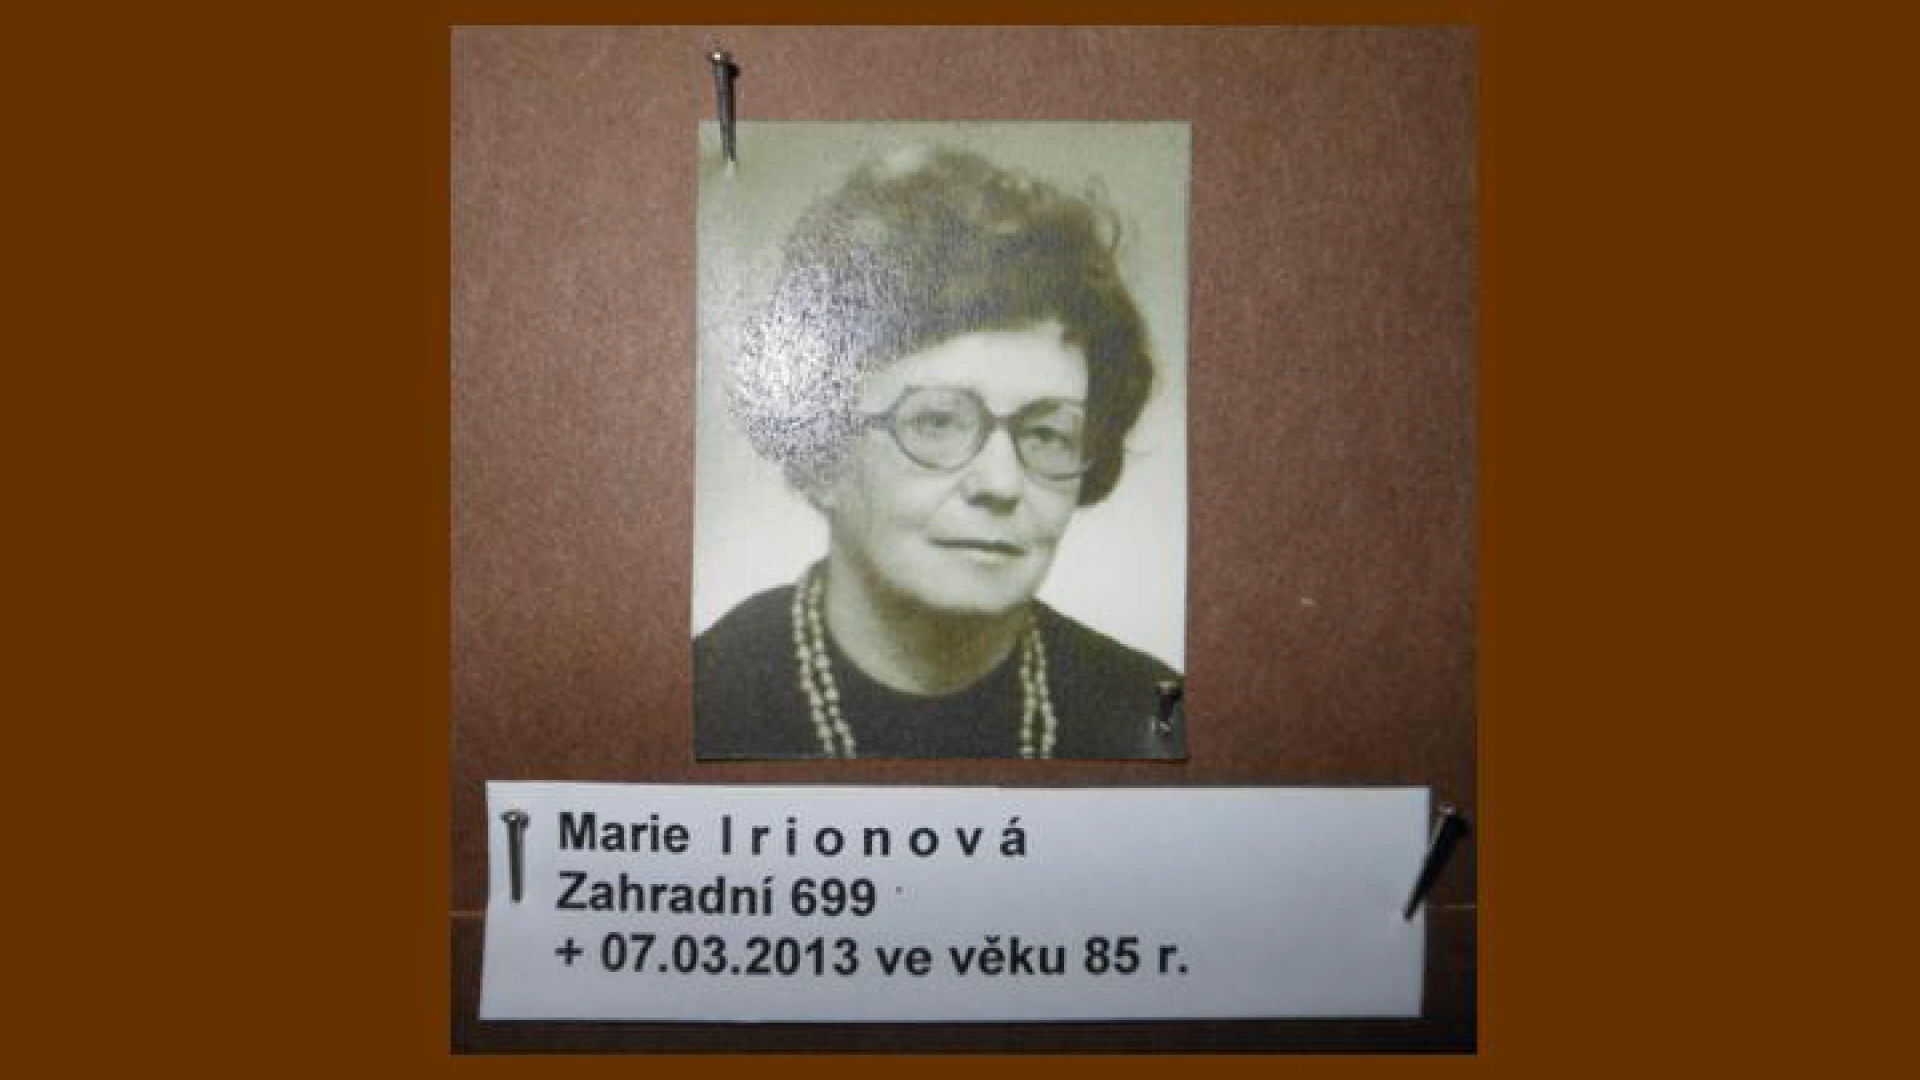 Marie I r i o n o v á
Zahradní 699
+ 07.03.2013 ve věku 85 r.